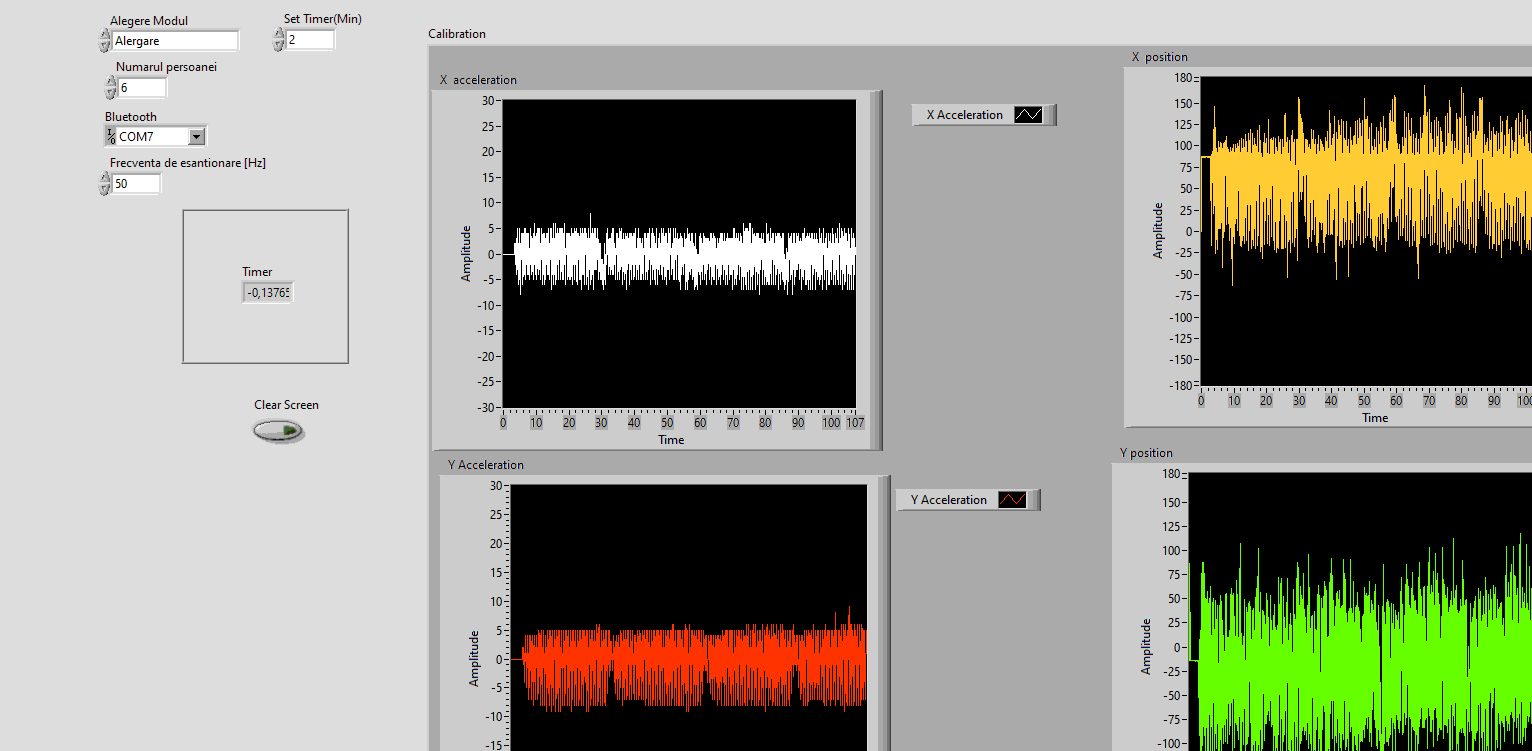 Alegere Modul
Alergare
Set Timer(Min)
2
Numarul persoanei
6
Bluetooth
I/O COM7
Frecventa de esantionare [Hz]
50
Timer
-0,13765
Clear Screen
Calibration
X acceleration
30
25
20
15
10
5
0
-5
-10
-15
-20
-25
-30
Amplitude
0 10 20 30 40 50 60 70 80 90 100 107
Time
X Acceleration
X position
180
150
125
100
75
50
25
0
-25
-50
-75
-100
-125
-150
-180
Amplitude
0 10 20 30 40 50 60 70 80 90 100
Time
Y Acceleration
30
25
20
15
10
5
0
-5
-10
-15
Amplitude
Y Acceleration
Y position
180
150
125
100
75
50
25
0
-25
-50
-75
-100
Amplitude